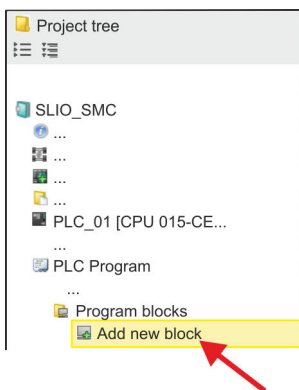 Project tree
SLIO_SMC
...
...
...
...
PLC_01 [CPU 015-CE...
...
PLC Program
...
Program blocks
Add new block